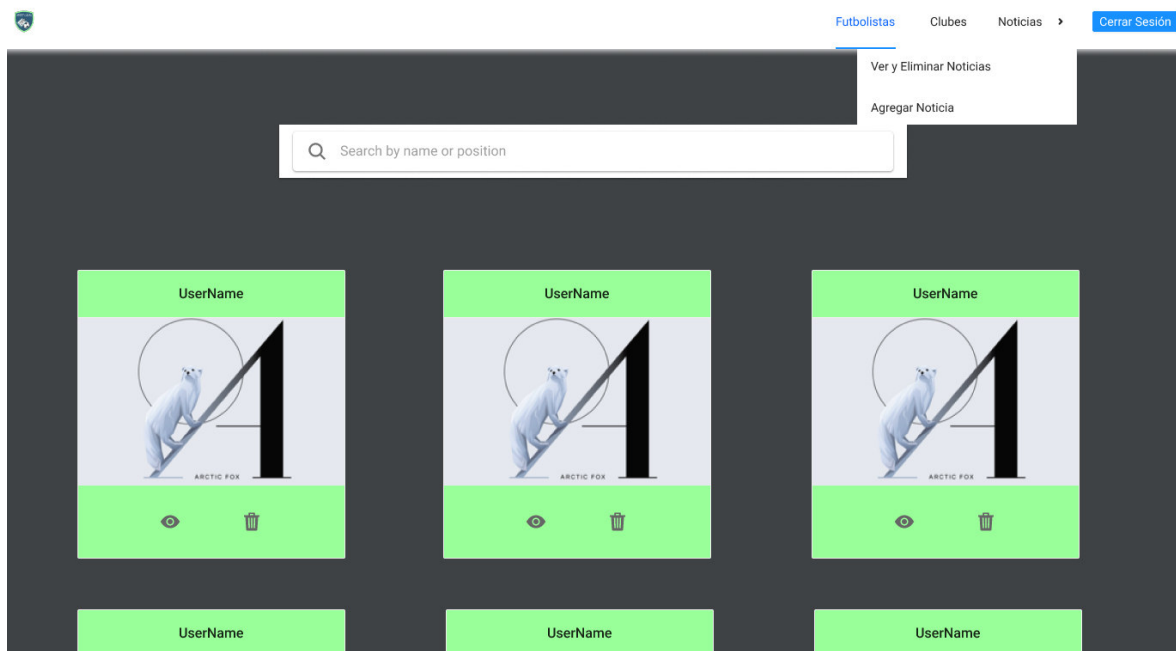 Futbolistas Clubes Noticias Cerrar Sesión
Ver y Eliminar Noticias
Agregar Noticia
Search by name or position
UserName UserName UserName
ARCTIC FOX ARCTIC FOX ARCTIC FOX
UserName UserName UserName